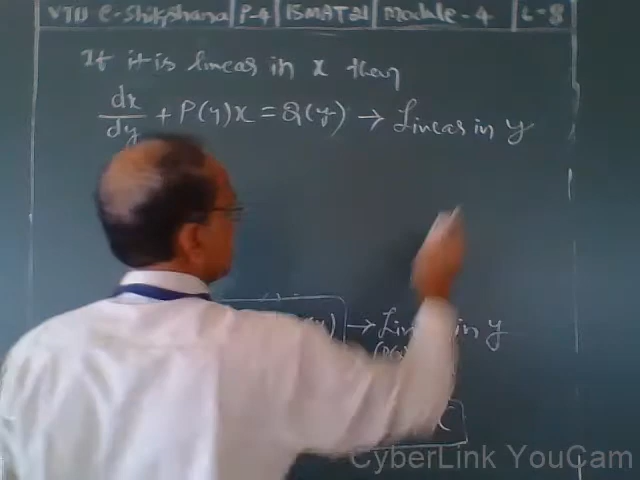 VTU e-Shikshana P-4 15MAT21 Module-4 L-8
If it is linear in x then
dx/dy + P(y)x = Q(y) → Linear in y
→ Linear in y
CyberLink YouCam